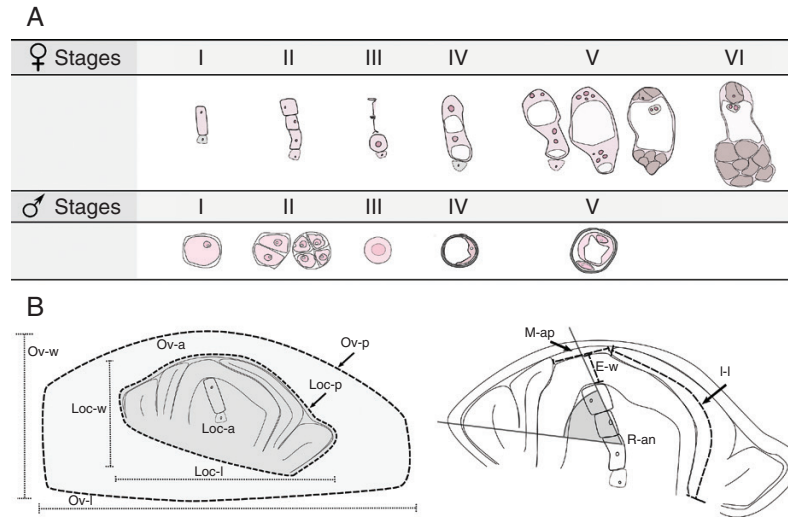 A
♀ Stages I II III IV V VI
♂ Stages I II III IV V
B
Ov-w
Ov-a
Ov-p
Loc-w
Loc-p
Loc-a
Loc-l
Ov-l
M-ap
E-w
I-l
R-an